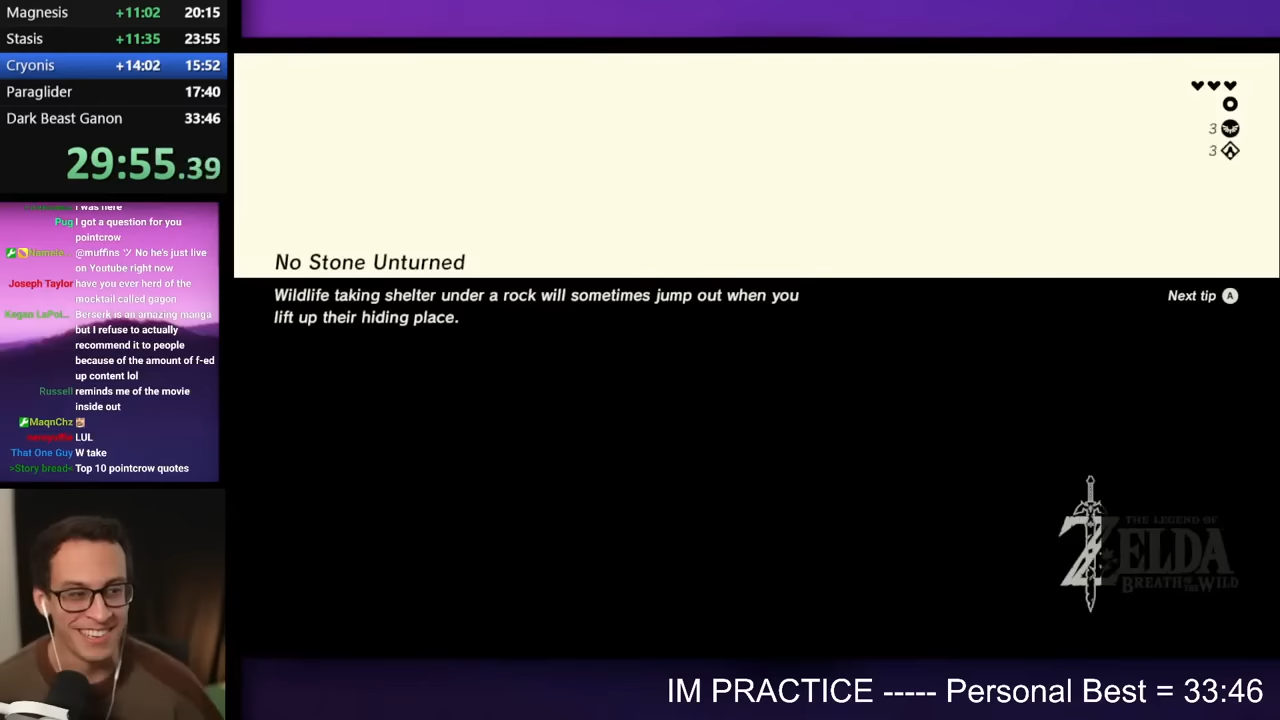 Magnesis +11:02 20:15
Stasis +11:35 23:55
Cryonis +14:02 15:52
Paraglider 17:40
Dark Beast Ganon 33:46
29:55.39
I was here
Pug I got a question for you
pointcrow
@muffins ツ No he's just live
on Youtube right now
Joseph Taylor have you ever herd of the
mocktail called gagon
Berserk is an amazing manga
but I refuse to actually
recommend it to people
because of the amount of f-ed
up content lol
Russell reminds me of the movie
inside out
MaqnChz
LUL
That One Guy W take
>Story bread< Top 10 pointcrow quotes
3
3
No Stone Unturned
Wildlife taking shelter under a rock will sometimes jump out when you
lift up their hiding place.
Next tip A
THE LEGEND OF
ZELDA
BREATH OF THE WILD
IM PRACTICE ----- Personal Best = 33:46